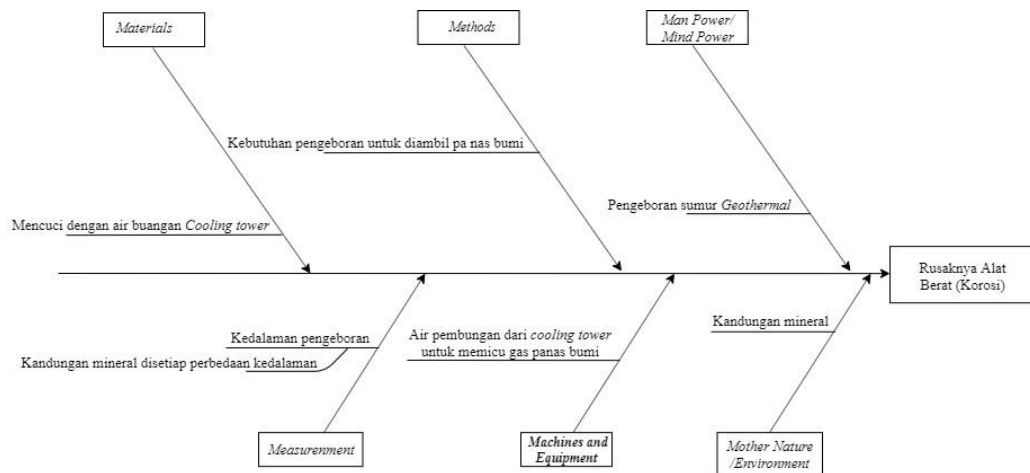 Materials
Methods
Man Power/
Mind Power
Kebutuhan pengeboran untuk diambil pa nas bumi
Pengeboran sumur Geothermal
Mencuci dengan air buangan Cooling tower
Rusaknya Alat
Berat (Korosi)
Kedalaman pengeboran
Kandungan mineral disetiap perbedaan kedalaman
Air pembungan dari cooling tower
untuk memicu gas panas bumi
Kandungan mineral
Measurenment
Machines and
Equipment
Mother Nature
/Environment